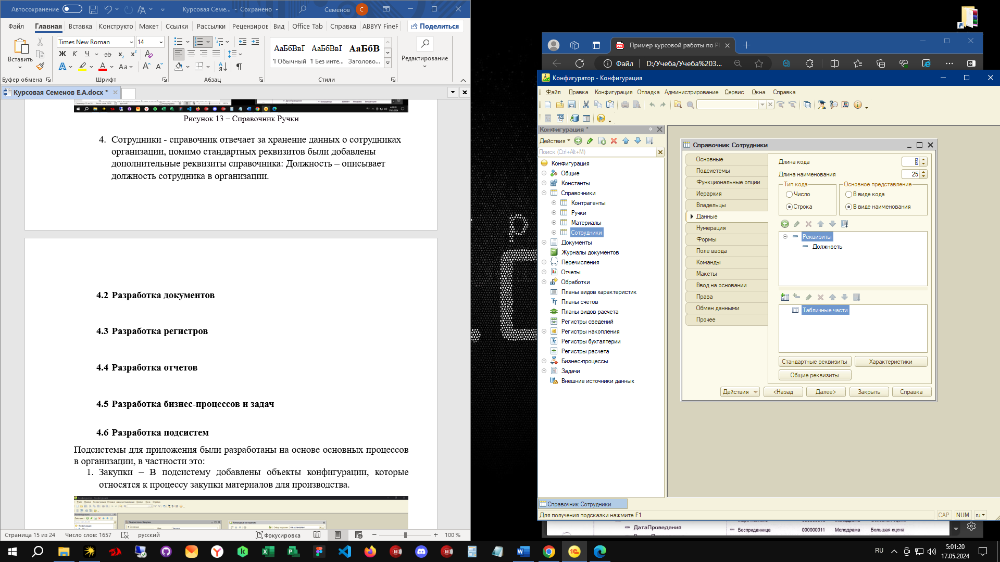 Автосохранение
Курсовая Семе... - Сохранено
Семенов
С
Файл
Главная
Вставка
Конструкто
Макет
Ссылки
Рассылки
Рецензиров
Вид
Office Tab
Справка
ABBYY FineF
Поделиться
Вставить
Times New Roman
14
Ж К Ч ab x₂ x²
А Aa А А
АаБбВвГ
АаБбВвГ
АаБбВ
¶ Обычный
¶ Без инте...
Заголово...
Редактирование
Буфер обмена
Шрифт
Абзац
Стили
Курсовая Семенов Е.А.docx *
Рисунок 13 – Справочник Ручки
4. Сотрудники - справочник отвечает за хранение данных о сотрудниках
организации, помимо стандартных реквизитов были добавлены
дополнительные реквизиты справочника: Должность – описывает
должность сотрудника в организации.
4.2 Разработка документов
4.3 Разработка регистров
4.4 Разработка отчетов
4.5 Разработка бизнес-процессов и задач
4.6 Разработка подсистем
Подсистемы для приложения были разработаны на основе основных процессов
в организации, в частности это:
1. Закупки – В подсистему добавлены объекты конфигурации, которые
относятся к процессу закупки материалов для производства.
Страница 15 из 24
Число слов: 1657
русский
Фокусировка
100 %
Пример курсовой работы по Р
Файл
D:/Учеба/Учеба%203...
Конфигуратор - Конфигурация
Файл
Правка
Конфигурация
Отладка
Администрирование
Сервис
Окна
Справка
Конфигурация *
Действия
Поиск (Ctrl+Alt+M)
Конфигурация
Общие
Константы
Справочники
Контрагенты
Ручки
Материалы
Сотрудники
Документы
Журналы документов
Перечисления
Отчеты
Обработки
Планы видов характеристик
Планы счетов
Планы видов расчета
Регистры сведений
Регистры накопления
Регистры бухгалтерии
Регистры расчета
Бизнес-процессы
Задачи
Внешние источники данных
Справочник Сотрудники
Основные
Подсистемы
Функциональные опции
Иерархия
Владельцы
Данные
Нумерация
Формы
Поле ввода
Команды
Макеты
Ввод на основании
Права
Обмен данными
Прочее
Длина кода
9
Длина наименования
25
Тип кода
Число
Строка
Основное представление
В виде кода
В виде наименования
Реквизиты
Должность
Табличные части
Стандартные реквизиты
Характеристики
Общие реквизиты
Действия
<Назад
Далее>
Закрыть
Справка
Справочник Сотрудники
Для получения подсказки нажмите F1
CAP
NUM
ru
ДатаПроведения
Бесприданница
000000011
Мелодрама
Большая сцена
RU
5:01:20
17.05.2024